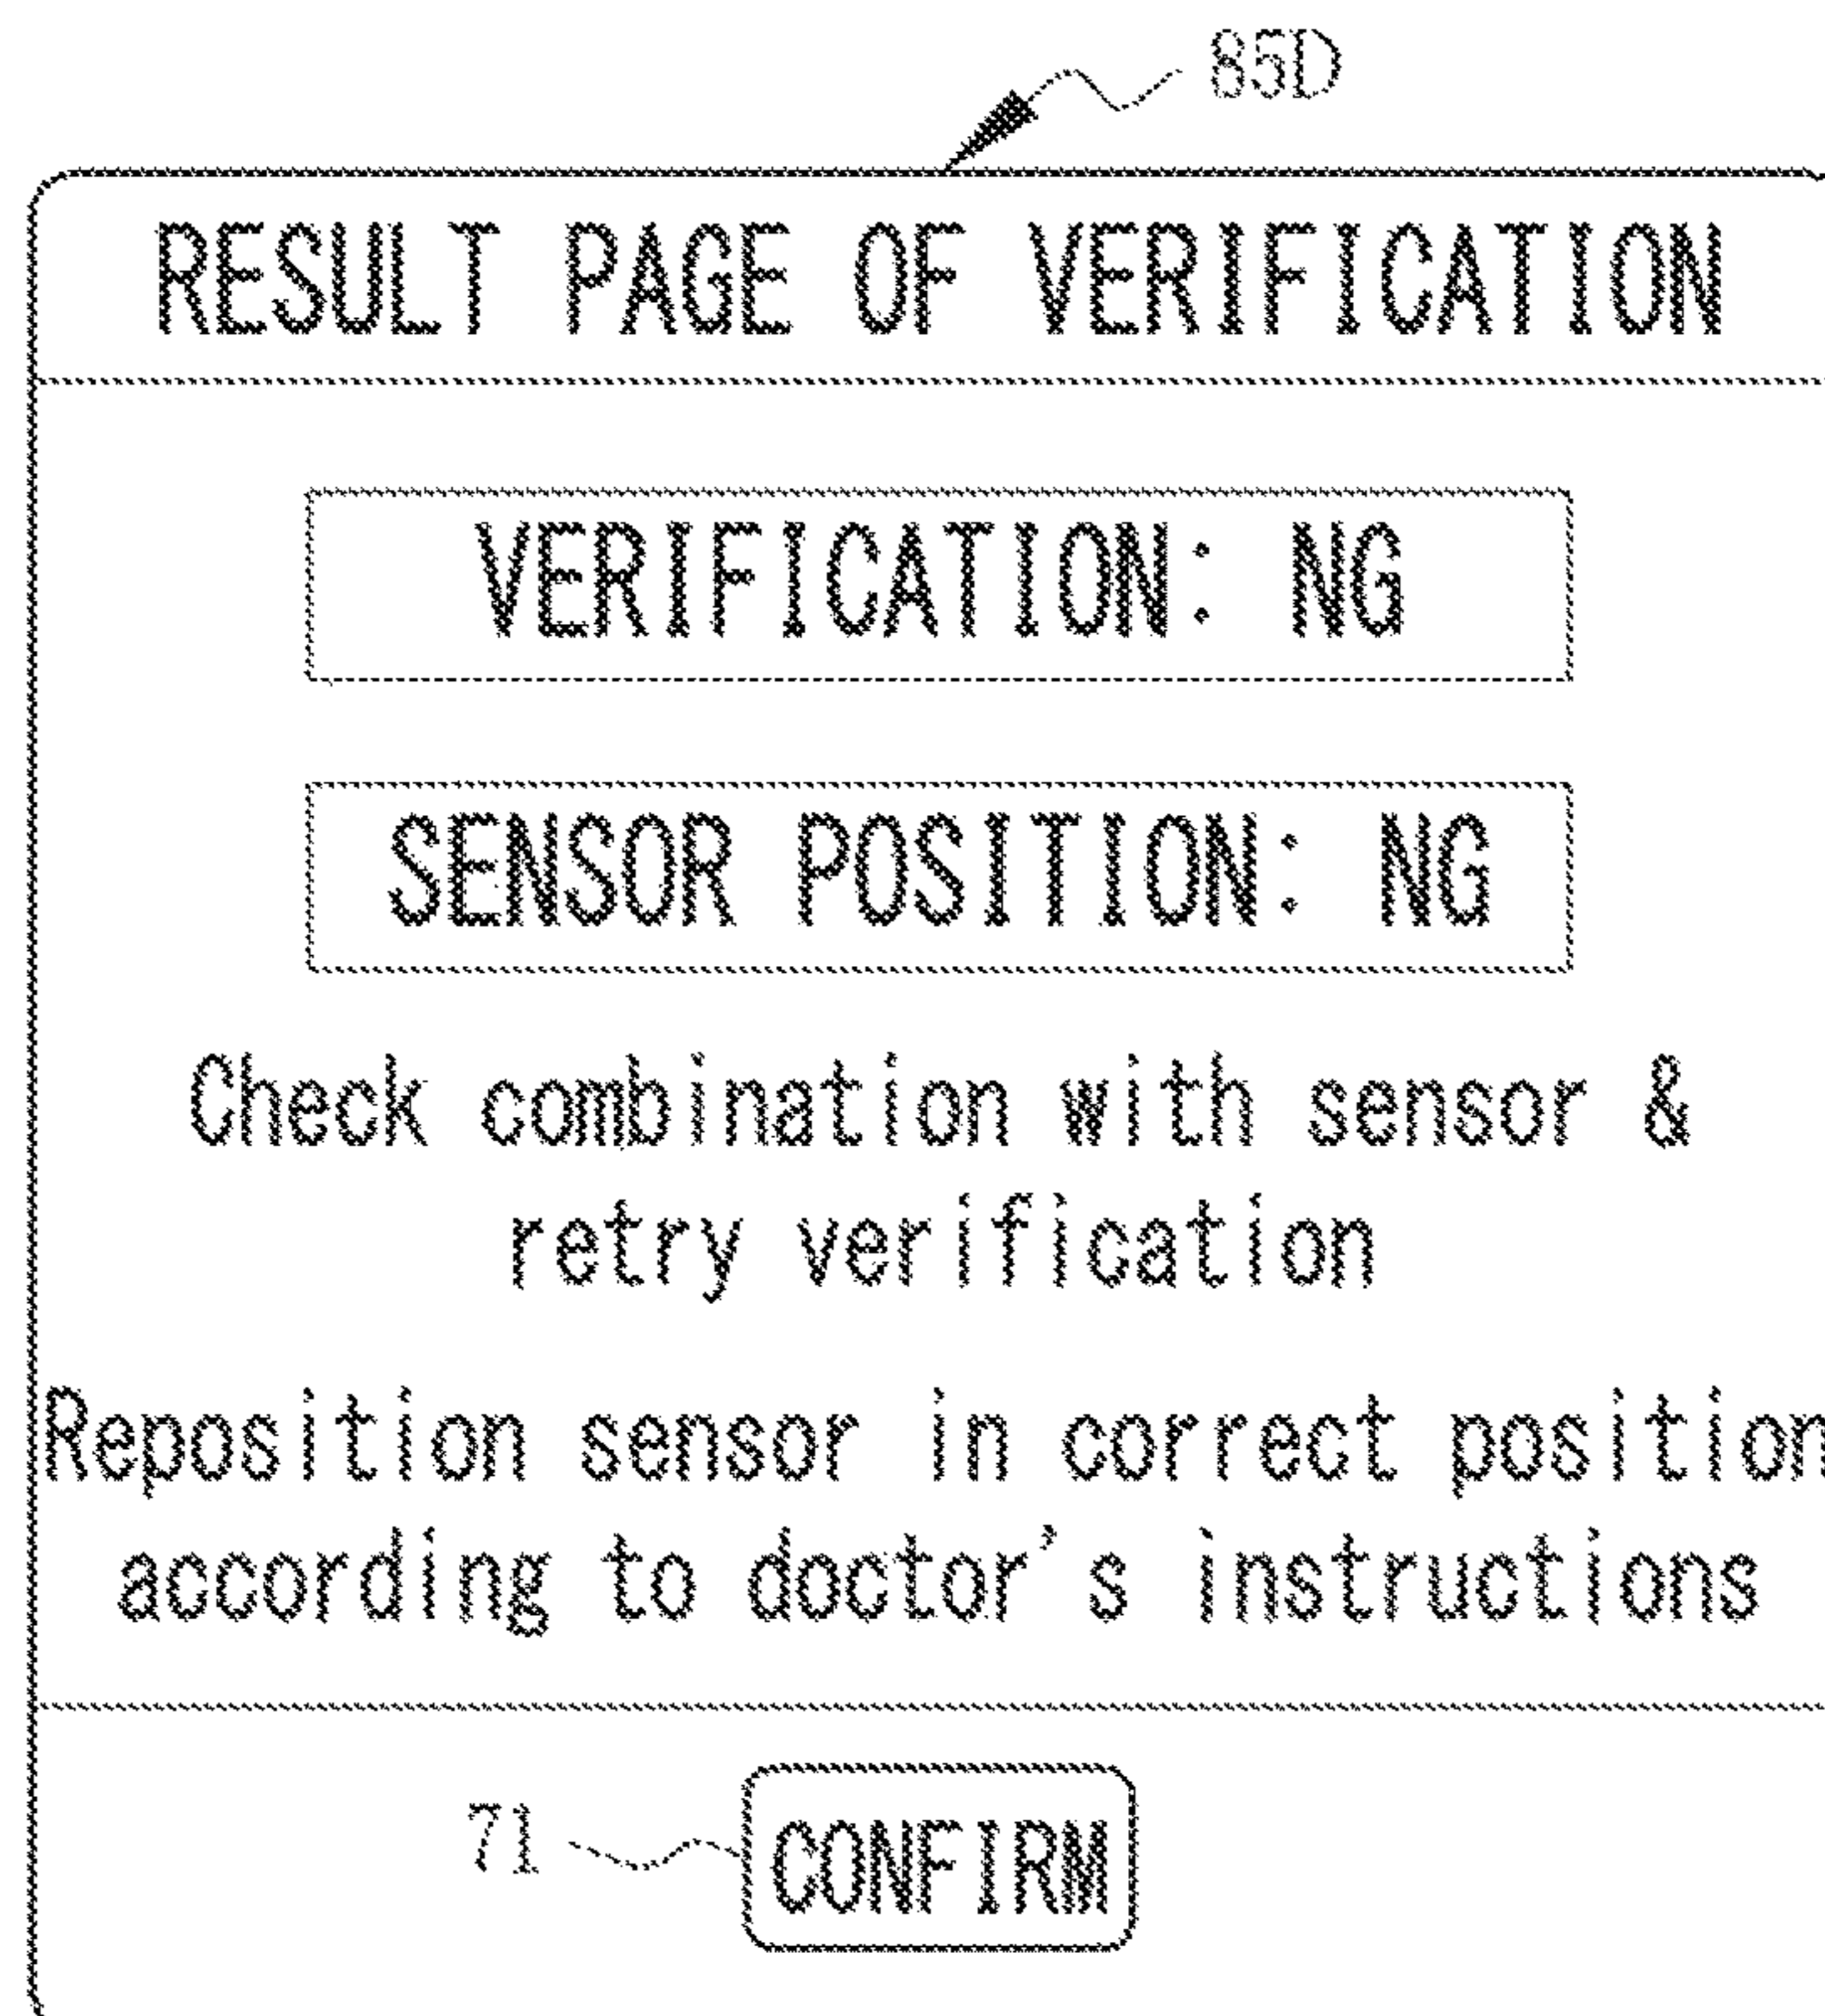 85D
RESULT PAGE OF VERIFICATION
VERIFICATION: NG
SENSOR POSITION: NG
Check combination with sensor &
retry verification
Reposition sensor in correct position
according to doctor's instructions
71
CONFIRM